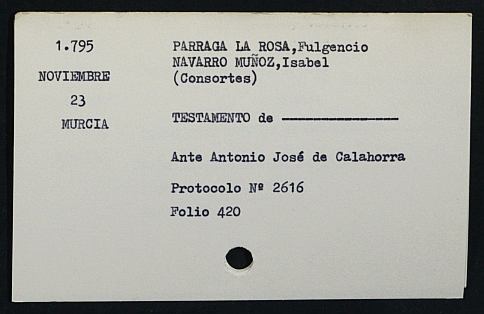 1.795
NOVIEMBRE
23
MURCIA
PARRAGA LA ROSA,Fulgencio
NAVARRO MUÑOZ,Isabel
(Consortes)
TESTAMENTO de ---------------
Ante Antonio José de Calahorra
Protocolo Nº 2616
Folio 420